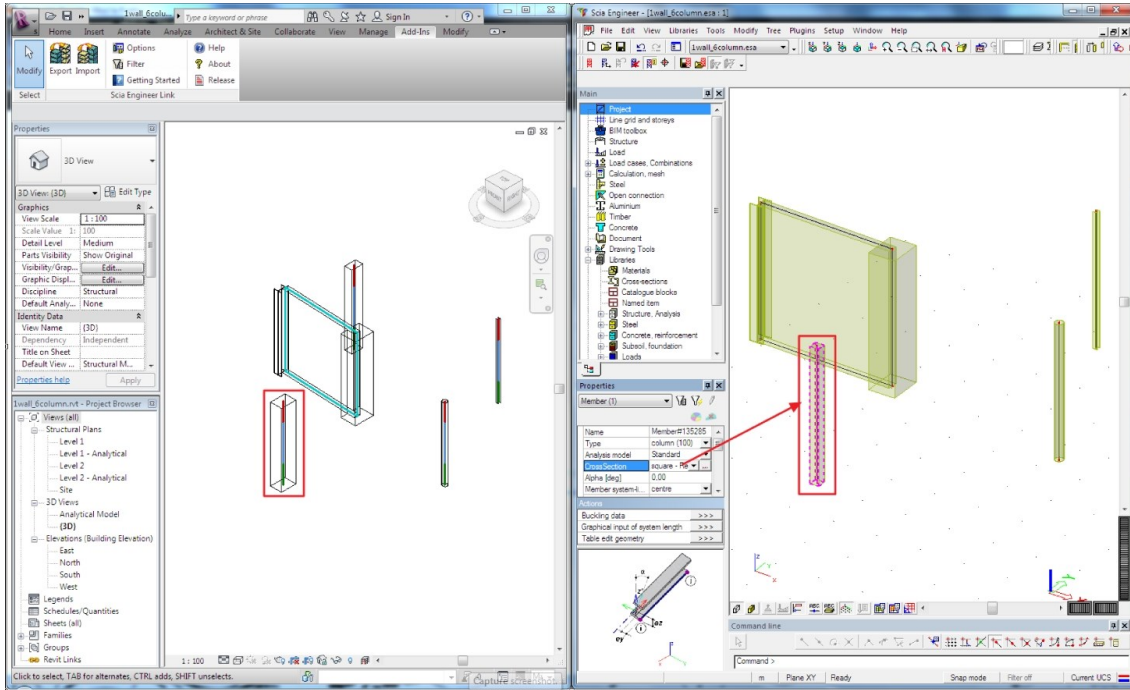 1wall_6column...
Type a keyword or phrase
Sign In
Home Insert Annotate Analyze Architect & Site Collaborate View Manage Add-Ins Modify
Modify
Export Import
Options
Filter
Getting Started
Help
About
Release
Select
Scia Engineer Link
Properties
3D View
3D View: {3D}
Edit Type
Graphics
View Scale 1:100
Scale Value 1: 100
Detail Level Medium
Parts Visibility Show Original
Visibility/Grap... Edit...
Graphic Displ... Edit...
Discipline Structural
Default Analy... None
Identity Data
View Name {3D}
Dependency Independent
Title on Sheet
Default View ... Structural M...
Properties help
Apply
1wall_6column.rvt - Project Browser
Views (all)
Structural Plans
Level 1
Level 1 - Analytical
Level 2
Level 2 - Analytical
Site
3D Views
Analytical Model
{3D}
Elevations (Building Elevation)
East
North
South
West
Legends
Schedules/Quantities
Sheets (all)
Families
Groups
Revit Links
1:100
Click to select, TAB for alternates, CTRL adds, SHIFT unselects.
Capture screenshot
Scia Engineer - [1wall_6column.esa : 1]
File Edit View Libraries Tools Modify Tree Plugins Setup Window Help
1wall_6column.esa
Main
Project
Line grid and storeys
BIM toolbox
Structure
Load
Load cases, Combinations
Calculation, mesh
Steel
Open connection
Aluminium
Timber
Concrete
Document
Drawing Tools
Libraries
Materials
Cross-sections
Catalogue blocks
Named item
Structure, Analysis
Steel
Concrete, reinforcement
Subsoil, foundation
Loads
Properties
Member (1)
Name Member#135285
Type column (100)
Analysis model Standard
CrossSection square - Re
Alpha [deg] 0.00
Member system-li... centre
Actions
Buckling data >>>
Graphical input of system length >>>
Table edit geometry >>>
Command line
Command >
m Plane XY Ready Snap mode Filter off Current UCS